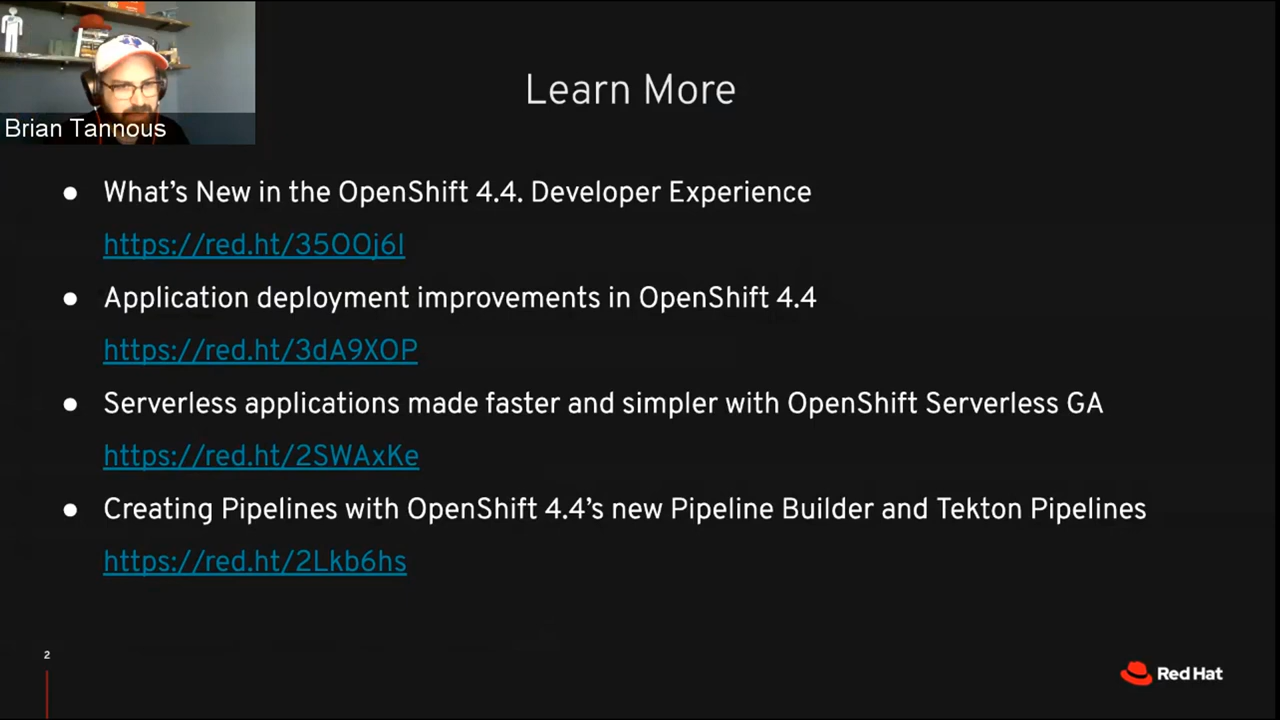 Brian Tannous
Learn More
What's New in the OpenShift 4.4. Developer Experience
https://red.ht/35OOj6I
Application deployment improvements in OpenShift 4.4
https://red.ht/3dA9XOP
Serverless applications made faster and simpler with OpenShift Serverless GA
https://red.ht/2SWAxKe
Creating Pipelines with OpenShift 4.4's new Pipeline Builder and Tekton Pipelines
https://red.ht/2Lkb6hs
2
Red Hat